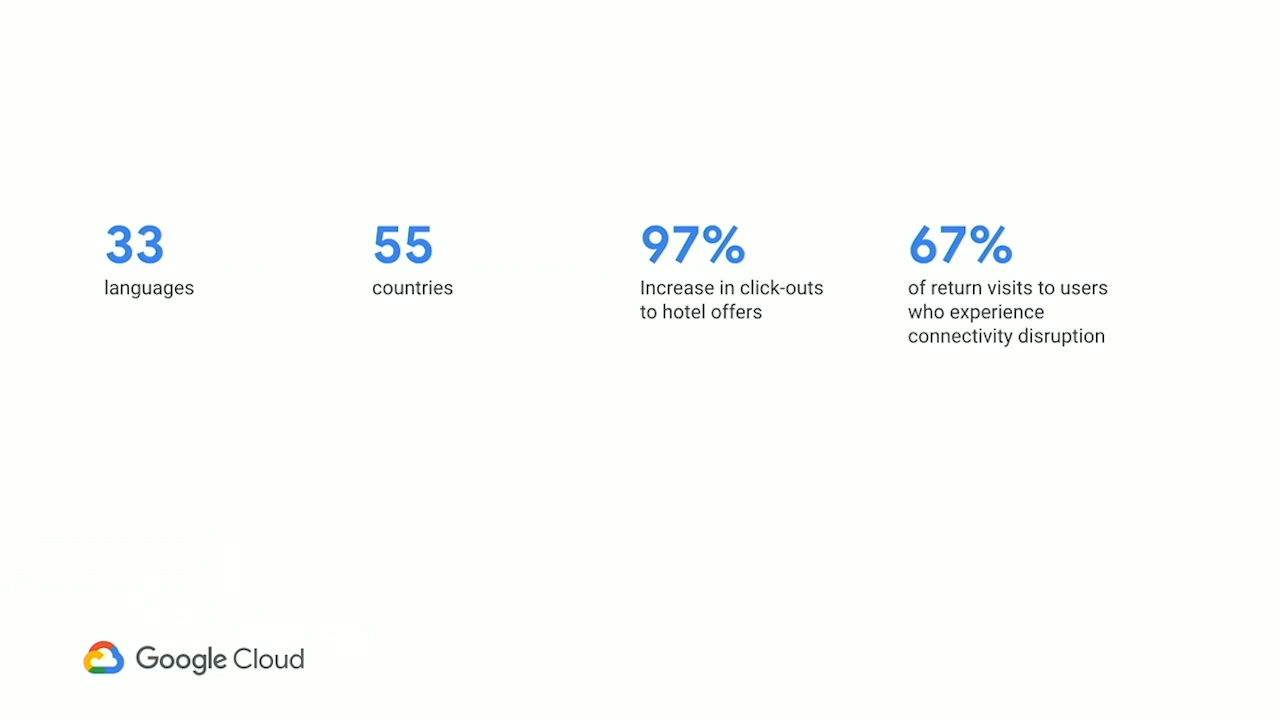 33
languages
55
countries
97%
Increase in click-outs
to hotel offers
67%
of return visits to users
who experience
connectivity disruption
Google Cloud